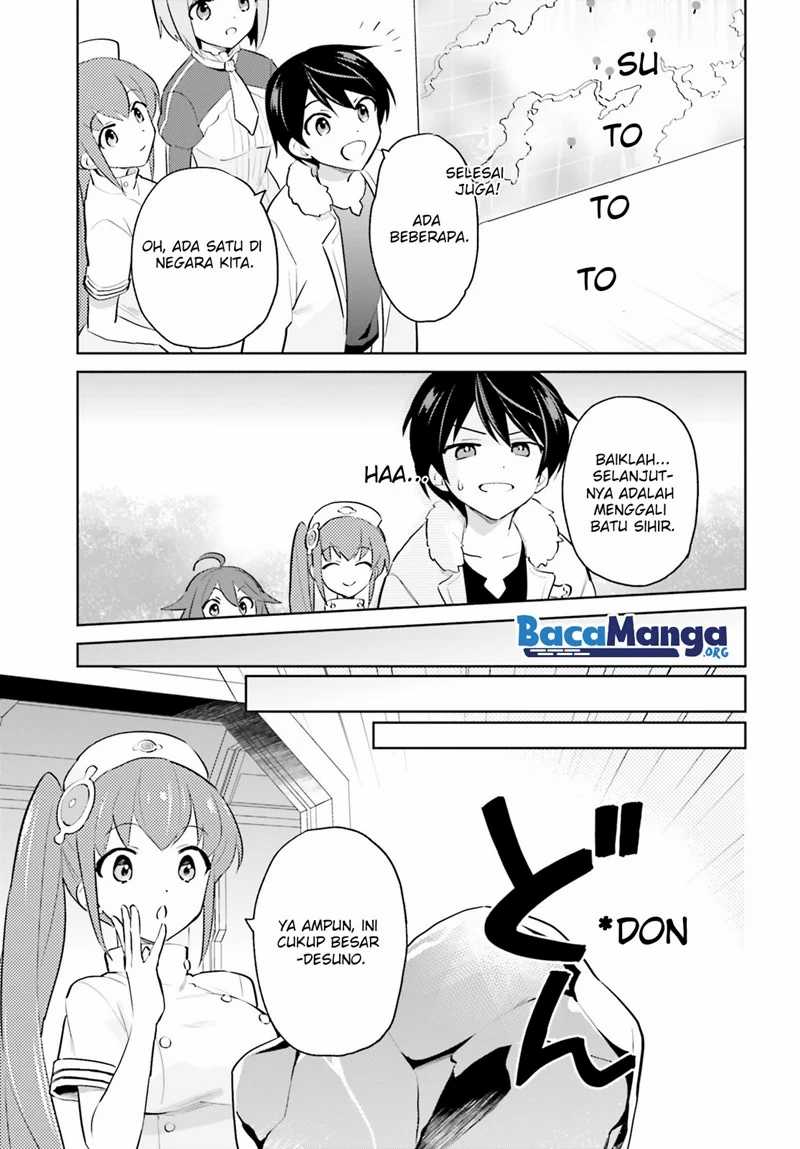 SU
TO
TO
TO
SELESAI
JUGA!
ADA
BEBERAPA.
OH, ADA SATU DI
NEGARA KITA.
BAIKLAH...
SELANJUT-
NYA ADALAH
MENGGALI
BATU SIHIR.
HAA...
BacaManga
.ORG
どん
*DON
YA AMPUN, INI
CUKUP BESAR
-DESUNO.